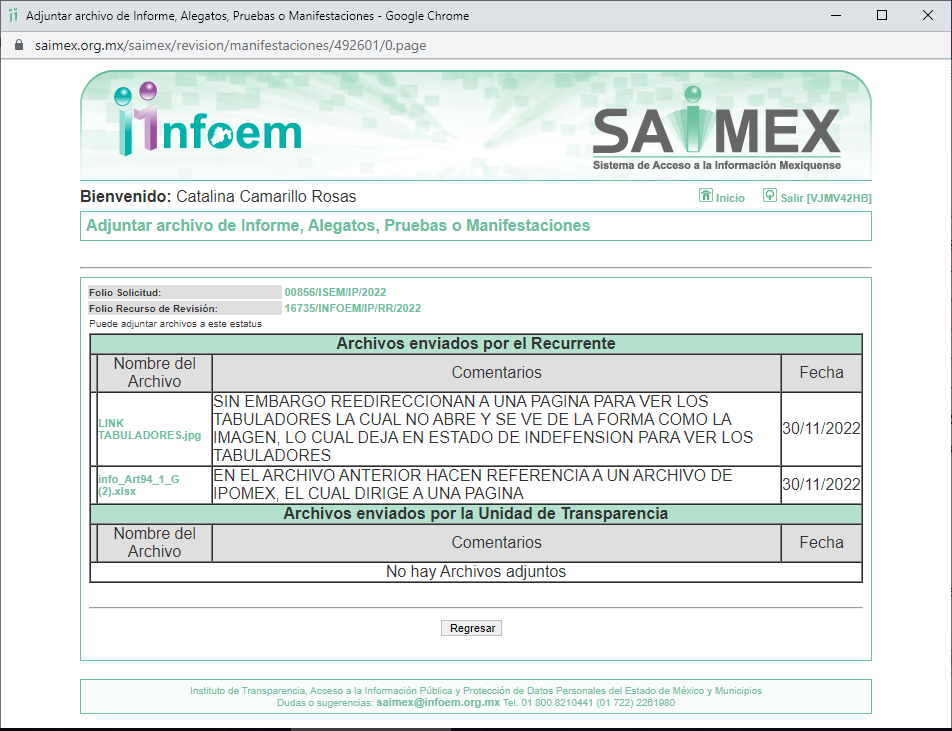 Adjuntar archivo de Informe, Alegatos, Pruebas o Manifestaciones - Google Chrome
saimex.org.mx/saimex/revision/manifestaciones/492601/0.page
infoem
SAIMEX
Sistema de Acceso a la Información Mexiquense
Bienvenido: Catalina Camarillo Rosas
Inicio
Salir [VJMV42HB]
Adjuntar archivo de Informe, Alegatos, Pruebas o Manifestaciones
Folio Solicitud: 00856/ISEM/IP/2022
Folio Recurso de Revisión: 16735/INFOEM/IP/RR/2022
Puede adjuntar archivos a este estatus
Archivos enviados por el Recurrente
Nombre del
Archivo
Comentarios
Fecha
LINK
TABULADORES.jpg
SIN EMBARGO REEDIRECCIONAN A UNA PAGINA PARA VER LOS
TABULADORES LA CUAL NO ABRE Y SE VE DE LA FORMA COMO LA
IMAGEN, LO CUAL DEJA EN ESTADO DE INDEFENSION PARA VER LOS
TABULADORES
30/11/2022
info_Art94_1_G
(2).xlsx
EN EL ARCHIVO ANTERIOR HACEN REFERENCIA A UN ARCHIVO DE
IPOMEX, EL CUAL DIRIGE A UNA PAGINA
30/11/2022
Archivos enviados por la Unidad de Transparencia
Nombre del
Archivo
Comentarios
Fecha
No hay Archivos adjuntos
Regresar
Instituto de Transparencia, Acceso a la Información Pública y Protección de Datos Personales del Estado de México y Municipios
Dudas o sugerencias: saimex@infoem.org.mx Tel. 01 800 8210441 (01 722) 2261980